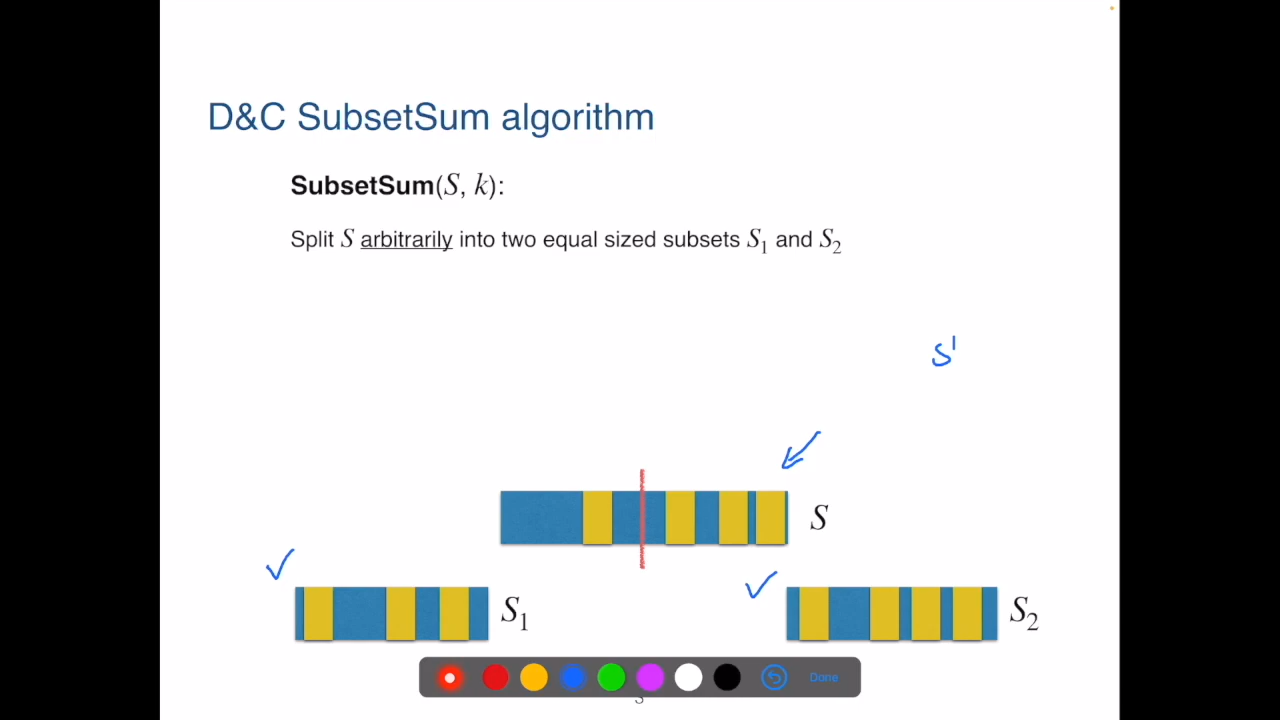 D&C SubsetSum algorithm
SubsetSum(S, k):
Split S arbitrarily into two equal sized subsets S₁ and S₂
S'
S
S₁
S₂
Done